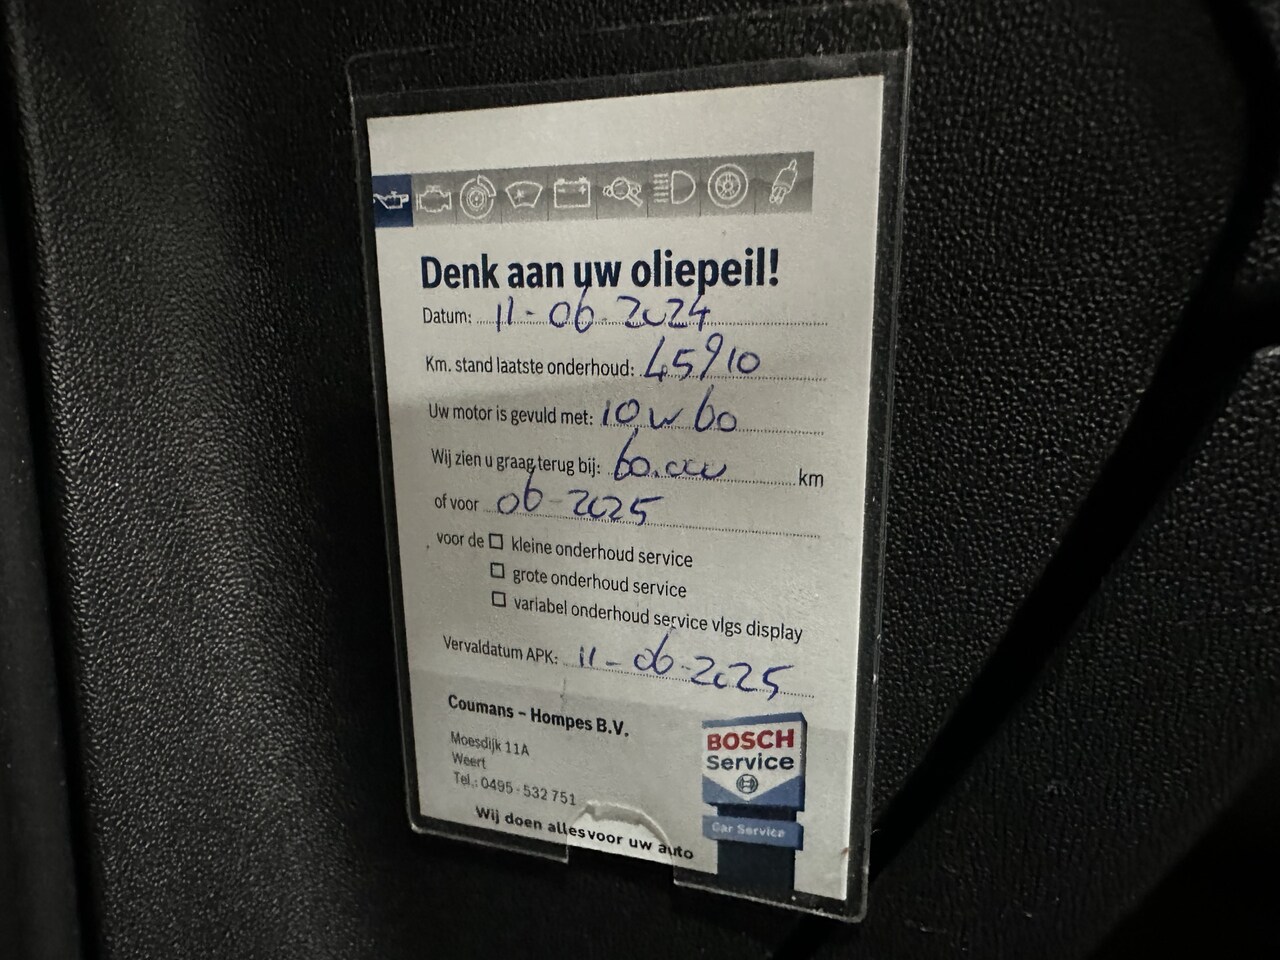 Denk aan uw oliepeil!
Datum: 11-06-2024
Km. stand laatste onderhoud: 45910
Uw motor is gevuld met: 10w60
Wij zien u graag terug bij: 60.000 km
of voor 06-2025
voor de ☐ kleine onderhoud service
☐ grote onderhoud service
☐ variabel onderhoud service vlgs display
Vervaldatum APK: 11-06-2025
Coumans - Hompes B.V.
Moesdijk 11A
Weert
Tel.: 0495 - 532 751
Wij doen alles voor uw auto
BOSCH
Service
Car Service